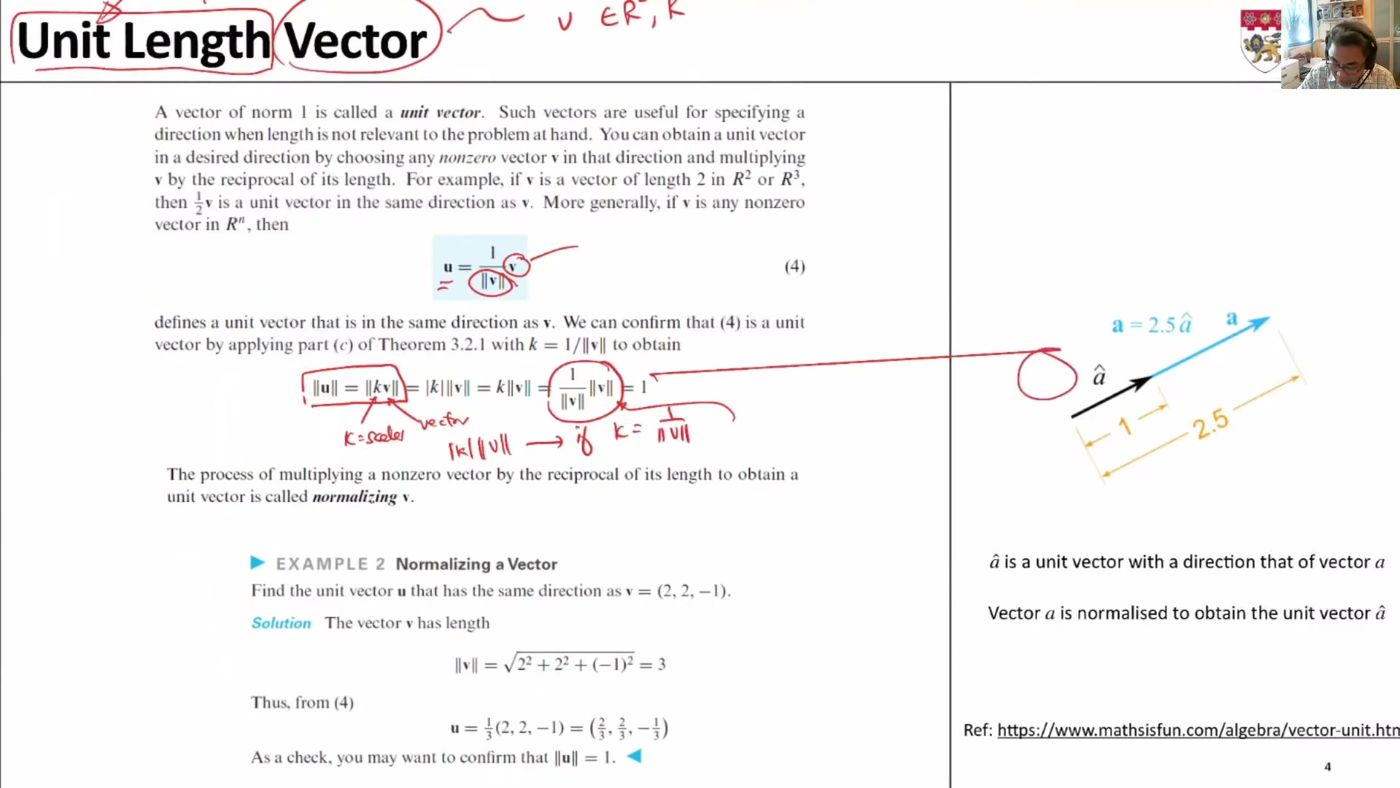 Unit Length Vector
v ∈R², R
A vector of norm 1 is called a unit vector. Such vectors are useful for specifying a
direction when length is not relevant to the problem at hand. You can obtain a unit vector
in a desired direction by choosing any nonzero vector v in that direction and multiplying
v by the reciprocal of its length. For example, if v is a vector of length 2 in R² or R³,
then ½v is a unit vector in the same direction as v. More generally, if v is any nonzero
vector in Rⁿ, then
u = 1/‖v‖ v (4)
defines a unit vector that is in the same direction as v. We can confirm that (4) is a unit
vector by applying part (c) of Theorem 3.2.1 with k = 1/‖v‖ to obtain
‖u‖ = ‖kv‖ = |k|‖v‖ = k‖v‖ = 1/‖v‖ ‖v‖ = 1
K=scaler vector
|k|‖v‖ → if k = 1/‖v‖
The process of multiplying a nonzero vector by the reciprocal of its length to obtain a
unit vector is called normalizing v.
EXAMPLE 2 Normalizing a Vector
Find the unit vector u that has the same direction as v = (2, 2, −1).
Solution The vector v has length
‖v‖ = √2² + 2² + (−1)² = 3
Thus, from (4)
u = ⅓(2, 2, −1) = (⅔, ⅔, −⅓)
As a check, you may want to confirm that ‖u‖ = 1.
a = 2.5 â
a
â
1
2.5
â is a unit vector with a direction that of vector a
Vector a is normalised to obtain the unit vector â
Ref: https://www.mathsisfun.com/algebra/vector-unit.htm
4